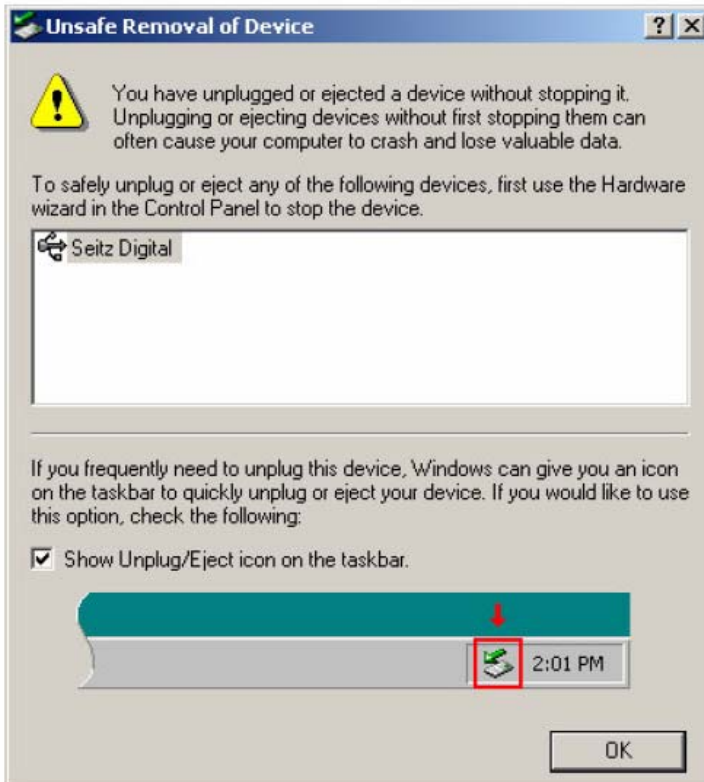 Unsafe Removal of Device
You have unplugged or ejected a device without stopping it.
Unplugging or ejecting devices without first stopping them can
often cause your computer to crash and lose valuable data.
To safely unplug or eject any of the following devices, first use the Hardware
wizard in the Control Panel to stop the device.
Seitz Digital
If you frequently need to unplug this device, Windows can give you an icon
on the taskbar to quickly unplug or eject your device. If you would like to use
this option, check the following:
Show Unplug/Eject icon on the taskbar.
2:01 PM
OK